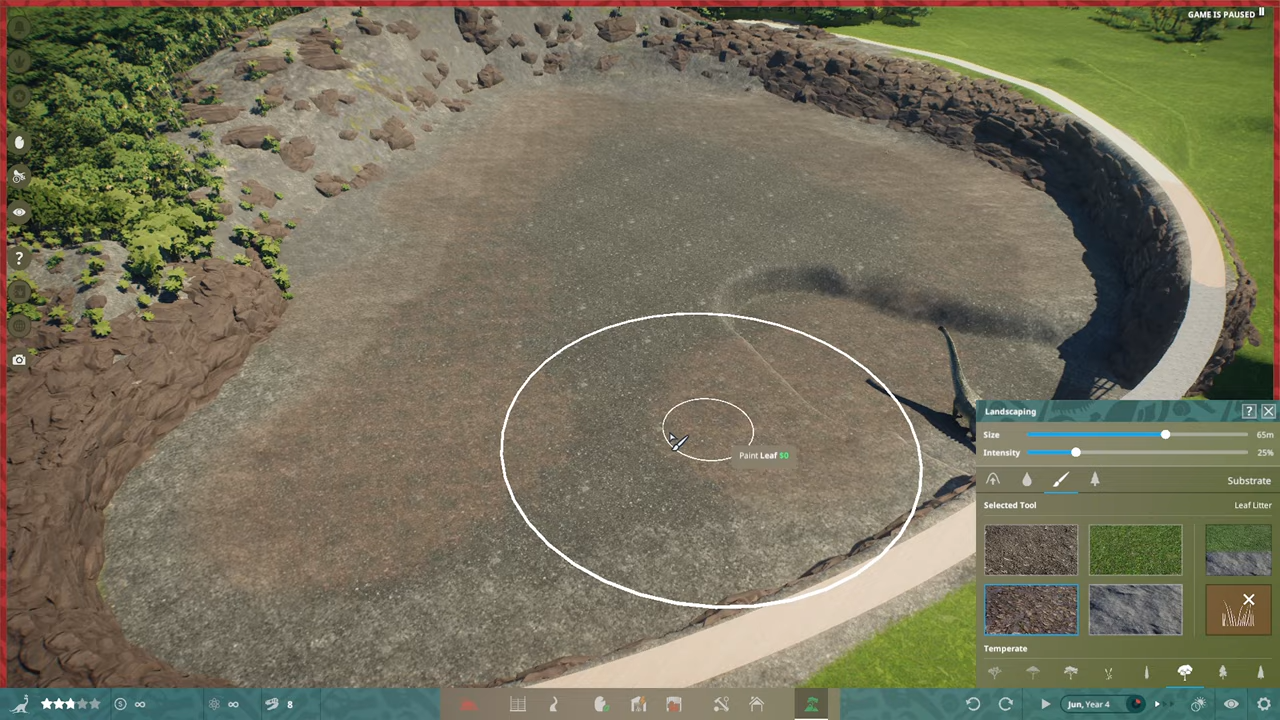 GAME IS PAUSED
?
Paint Leaf $0
Landscaping
?
Size 65m
Intensity 25%
Substrate
Selected Tool Leaf Litter
Temperate
$ ∞ ∞ 8
Jun, Year 4